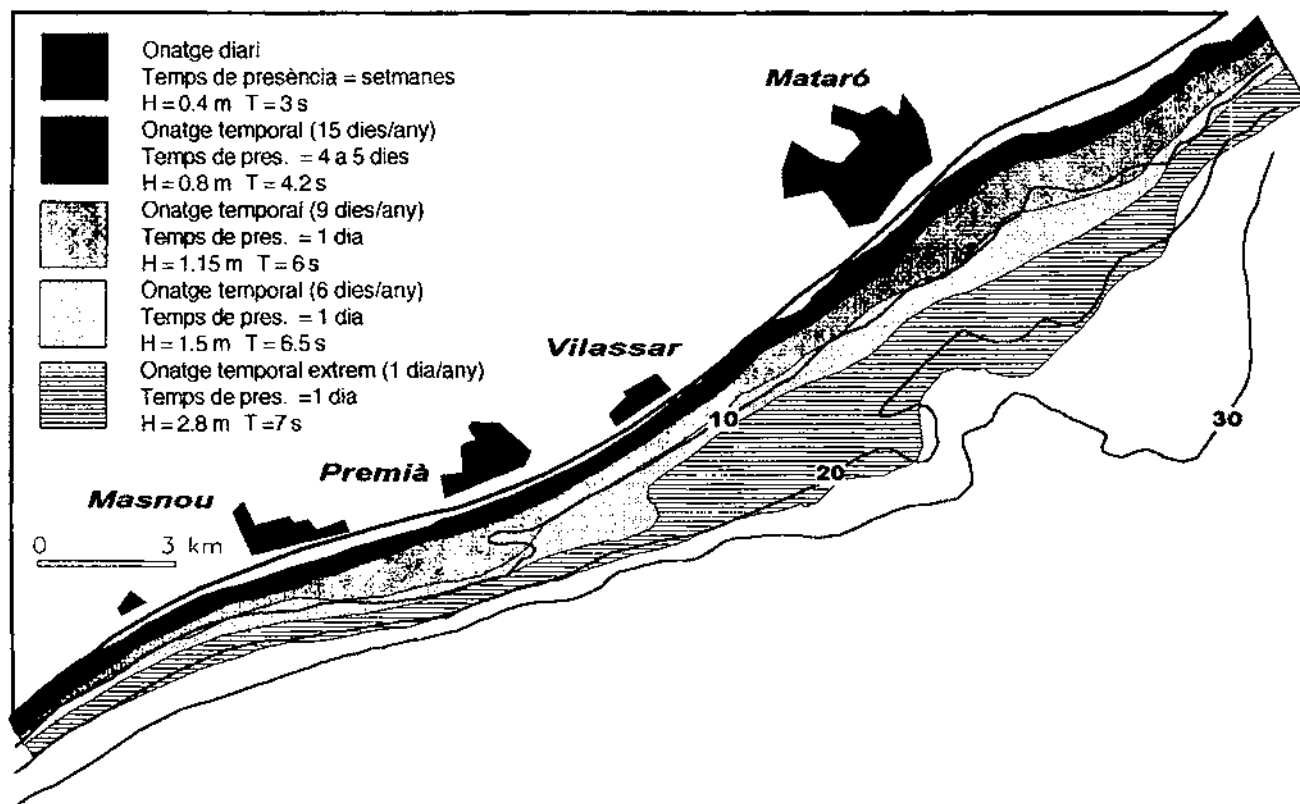 Onatge diari
Temps de presència = setmanes
H=0.4 m T=3 s
Onatge temporal (15 dies/any)
Temps de pres. = 4 a 5 dies
H=0.8 m T=4.2 s
Onatge temporal (9 dies/any)
Temps de pres. = 1 dia
H=1.15 m T=6 s
Onatge temporal (6 dies/any)
Temps de pres. = 1 dia
H=1.5 m T=6.5 s
Onatge temporal extrem (1 dia/any)
Temps de pres. =1 dia
H=2.8 m T=7 s
Mataró
Vilassar
Premià
Masnou
10
20
30
0 3 km